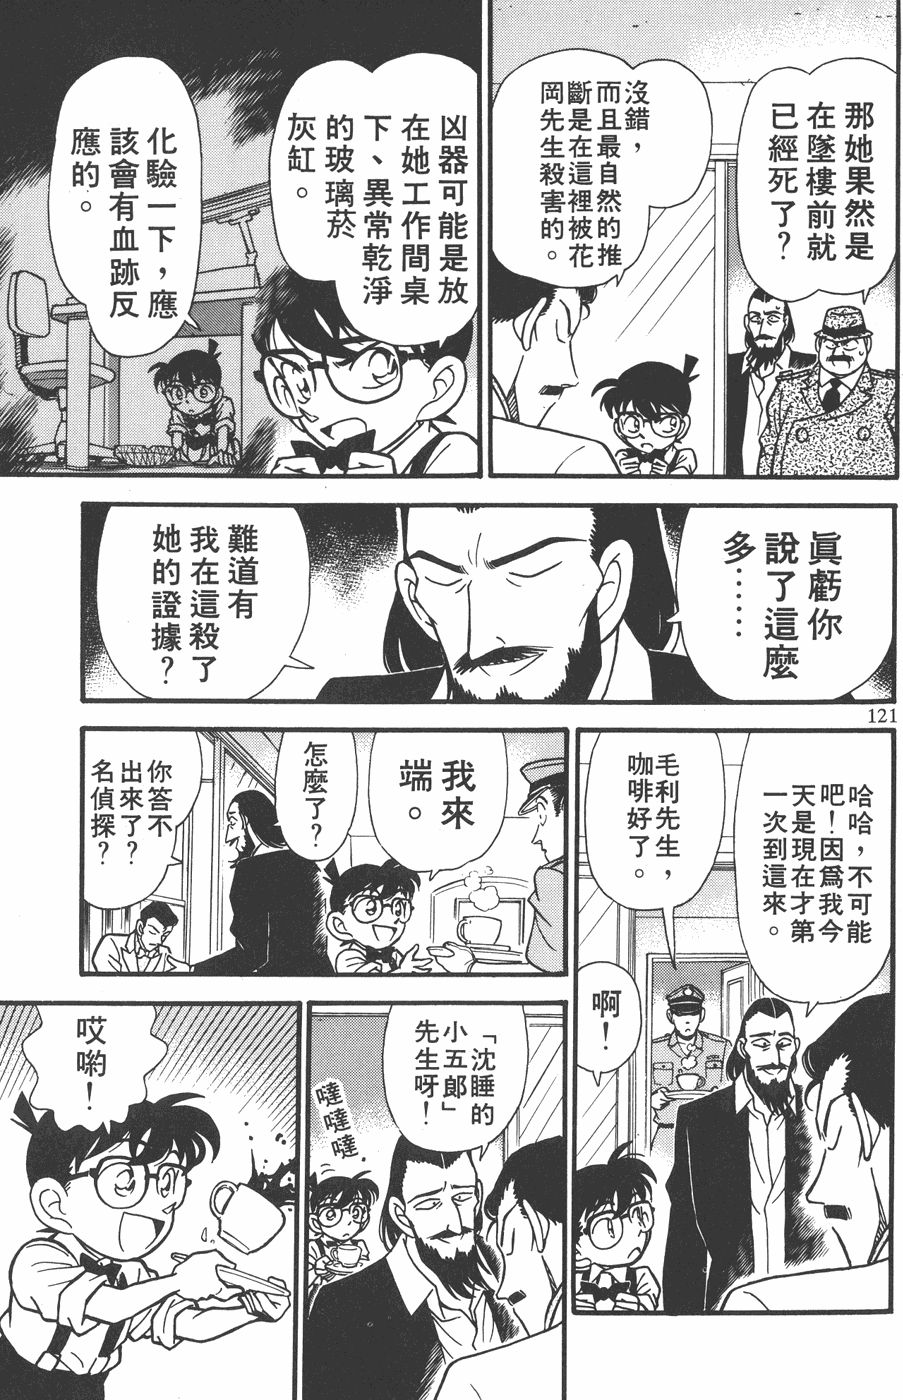 那她果然是
在墜樓前就
已經死了？
沒錯，
而且最自然的推
斷是在這裡被花
岡先生殺害的。
凶器可能是放
在她工作間桌
下、異常乾淨
的玻璃菸
灰缸。
化驗一下，應
該會有血跡反
應的。
眞虧你
說了這麼
多……
難道有
我在這殺了
她的證據？
121
哈哈，不可能
吧！因爲我今
天是現在才第
一次到這來。
毛利先生，
咖啡好了。
啊！
我來
端。
怎麼了？
你答不
出來了？
名偵探？
「沈睡的
小五郎」
先生呀！
噠噠噠．
哎喲！